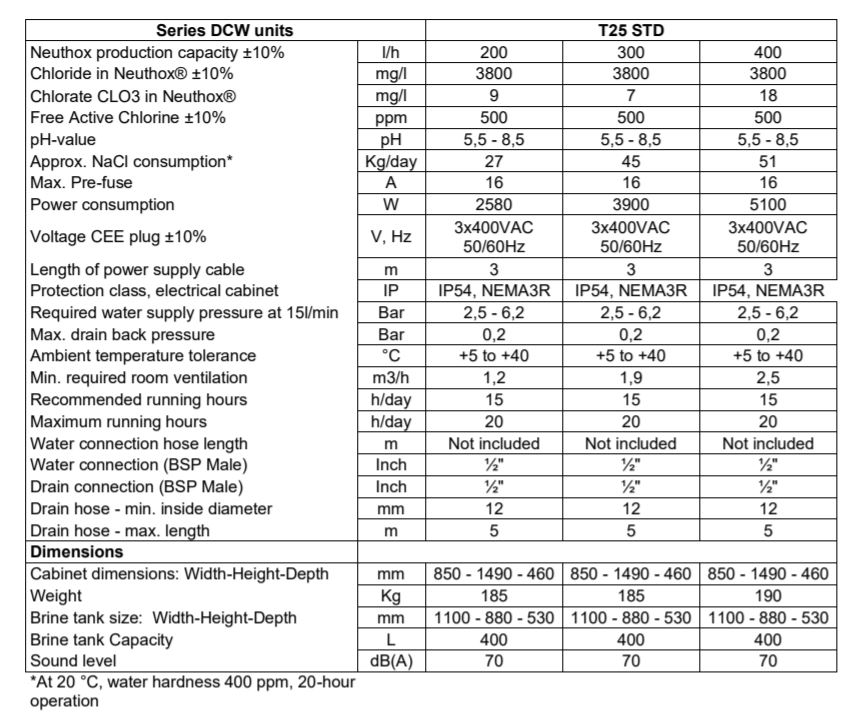 Series DCW units T25 STD
Neuthox production capacity ±10% l/h 200 300 400
Chloride in Neuthox® ±10% mg/l 3800 3800 3800
Chlorate CLO3 in Neuthox® mg/l 9 7 18
Free Active Chlorine ±10% ppm 500 500 500
pH-value pH 5,5 - 8,5 5,5 - 8,5 5,5 - 8,5
Approx. NaCl consumption* Kg/day 27 45 51
Max. Pre-fuse A 16 16 16
Power consumption W 2580 3900 5100
Voltage CEE plug ±10% V, Hz 3x400VAC 3x400VAC 3x400VAC
50/60Hz 50/60Hz 50/60Hz
Length of power supply cable m 3 3 3
Protection class, electrical cabinet IP IP54, NEMA3R IP54, NEMA3R IP54, NEMA3R
Required water supply pressure at 15l/min Bar 2,5 - 6,2 2,5 - 6,2 2,5 - 6,2
Max. drain back pressure Bar 0,2 0,2 0,2
Ambient temperature tolerance °C +5 to +40 +5 to +40 +5 to +40
Min. required room ventilation m3/h 1,2 1,9 2,5
Recommended running hours h/day 15 15 15
Maximum running hours h/day 20 20 20
Water connection hose length m Not included Not included Not included
Water connection (BSP Male) Inch ½" ½" ½"
Drain connection (BSP Male) Inch ½" ½" ½"
Drain hose - min. inside diameter mm 12 12 12
Drain hose - max. length m 5 5 5
Dimensions
Cabinet dimensions: Width-Height-Depth mm 850 - 1490 - 460 850 - 1490 - 460 850 - 1490 - 460
Weight Kg 185 185 190
Brine tank size: Width-Height-Depth mm 1100 - 880 - 530 1100 - 880 - 530 1100 - 880 - 530
Brine tank Capacity L 400 400 400
Sound level dB(A) 70 70 70
*At 20 °C, water hardness 400 ppm, 20-hour
operation